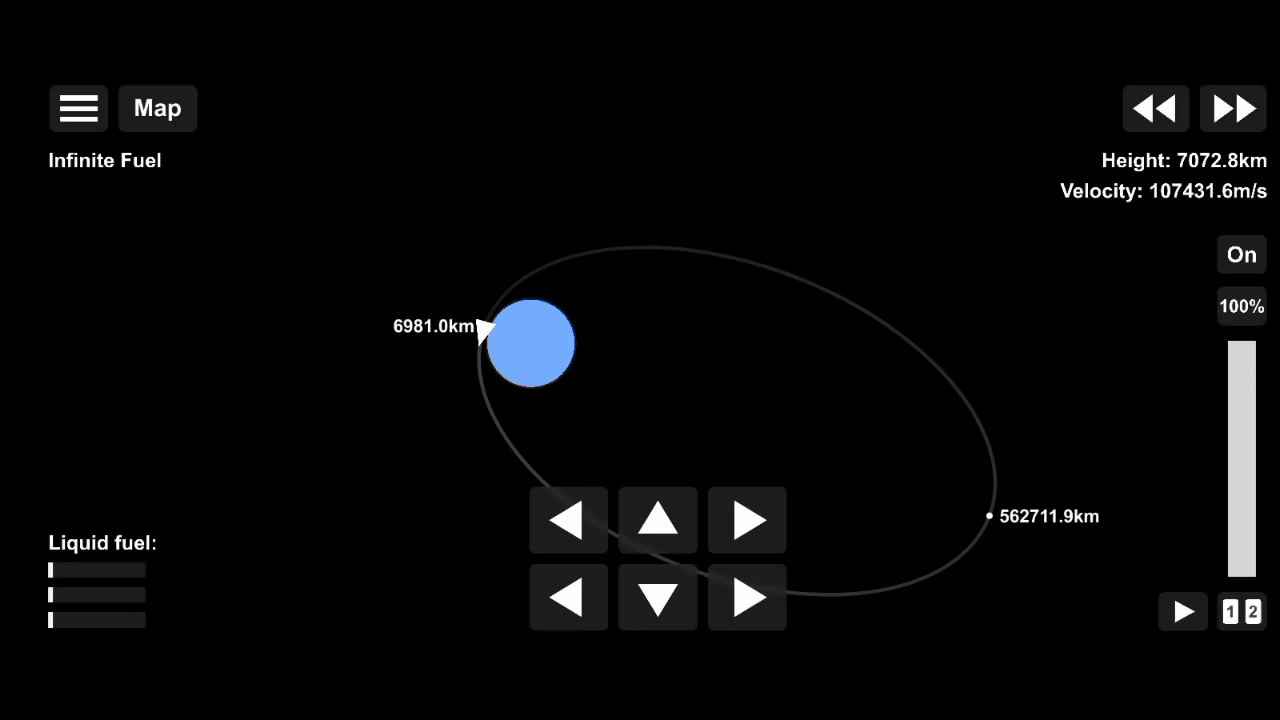 Map
Infinite Fuel
Height: 7072.8km
Velocity: 107431.6m/s
On
100%
6981.0km
562711.9km
Liquid fuel:
1 2